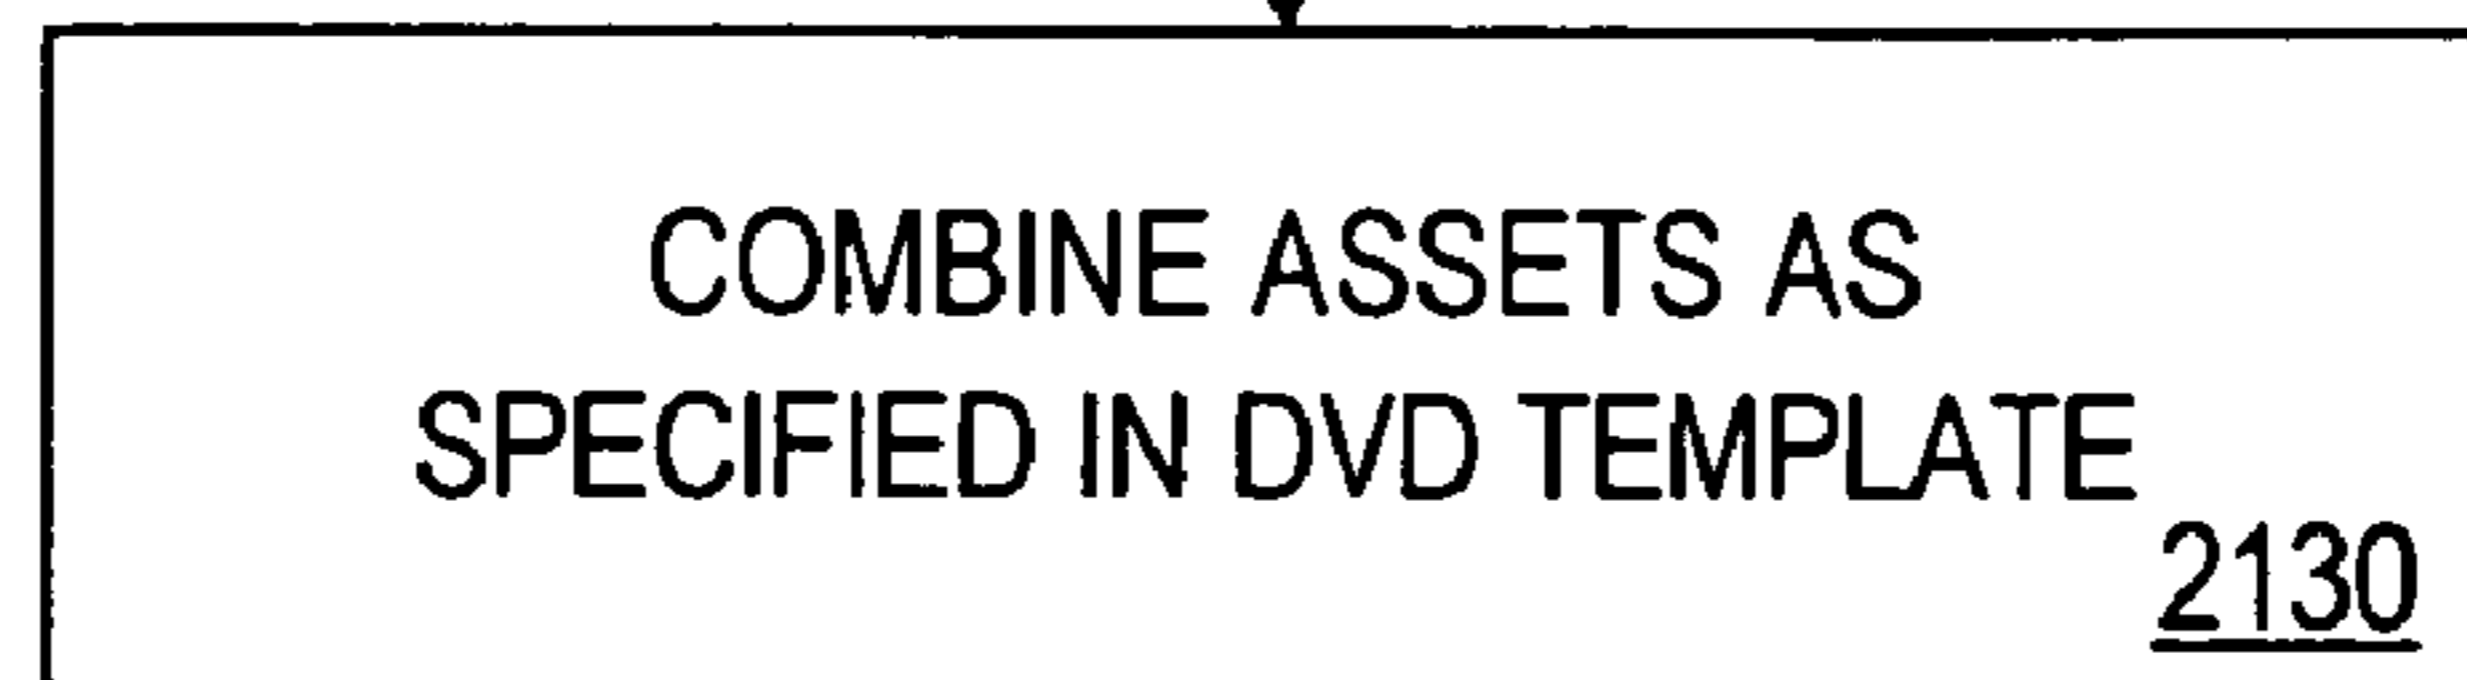 COMBINE ASSETS AS
SPECIFIED IN DVD TEMPLATE
2130